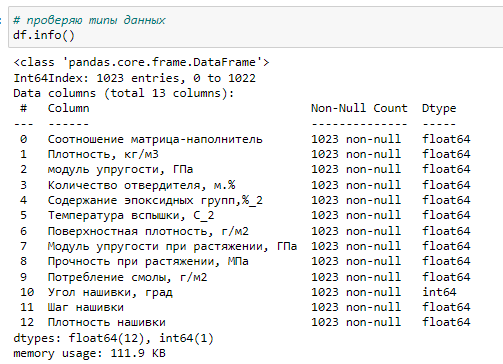 # проверяю типы данных
df.info()
<class 'pandas.core.frame.DataFrame'>
Int64Index: 1023 entries, 0 to 1022
Data columns (total 13 columns):
 #   Column                                Non-Null Count  Dtype
---  ------                                --------------  -----
 0   Соотношение матрица-наполнитель       1023 non-null   float64
 1   Плотность, кг/м3                      1023 non-null   float64
 2   модуль упругости, ГПа                 1023 non-null   float64
 3   Количество отвердителя, м.%           1023 non-null   float64
 4   Содержание эпоксидных групп,%_2       1023 non-null   float64
 5   Температура вспышки, С_2              1023 non-null   float64
 6   Поверхностная плотность, г/м2         1023 non-null   float64
 7   Модуль упругости при растяжении, ГПа  1023 non-null   float64
 8   Прочность при растяжении, МПа         1023 non-null   float64
 9   Потребление смолы, г/м2               1023 non-null   float64
 10  Угол нашивки, град                    1023 non-null   int64
 11  Шаг нашивки                           1023 non-null   float64
 12  Плотность нашивки                     1023 non-null   float64
dtypes: float64(12), int64(1)
memory usage: 111.9 KB